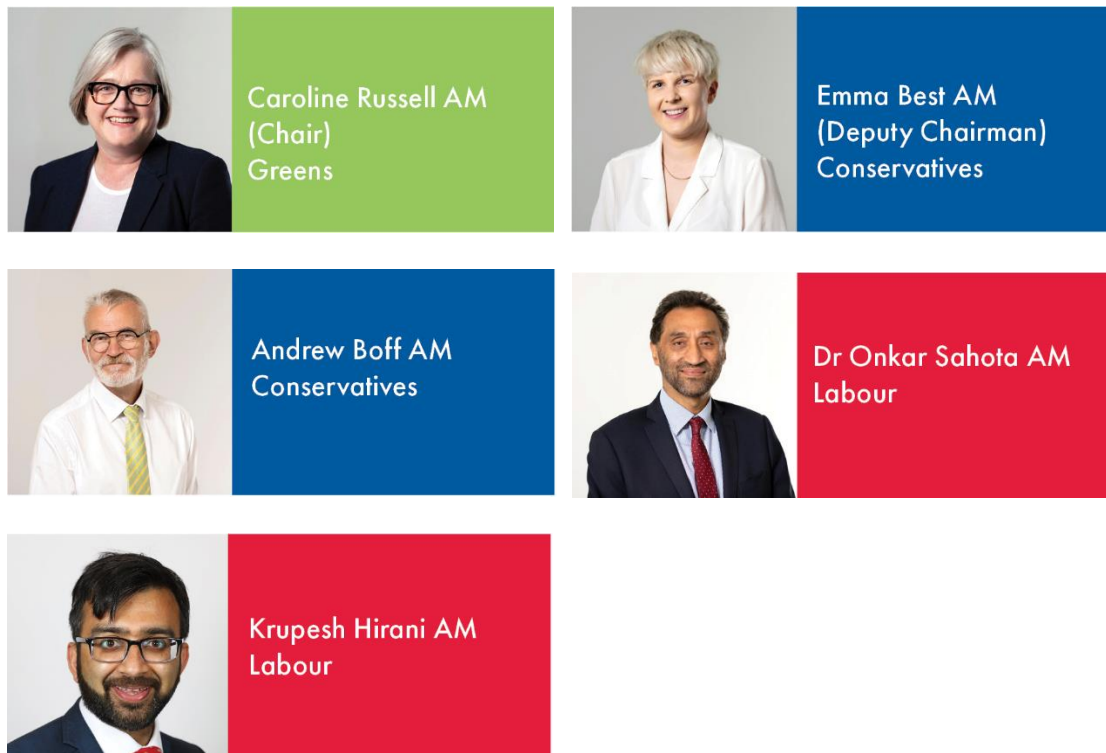 Caroline Russell AM
(Chair)
Greens
Emma Best AM
(Deputy Chairman)
Conservatives
Andrew Boff AM
Conservatives
Dr Onkar Sahota AM
Labour
Krupesh Hirani AM
Labour